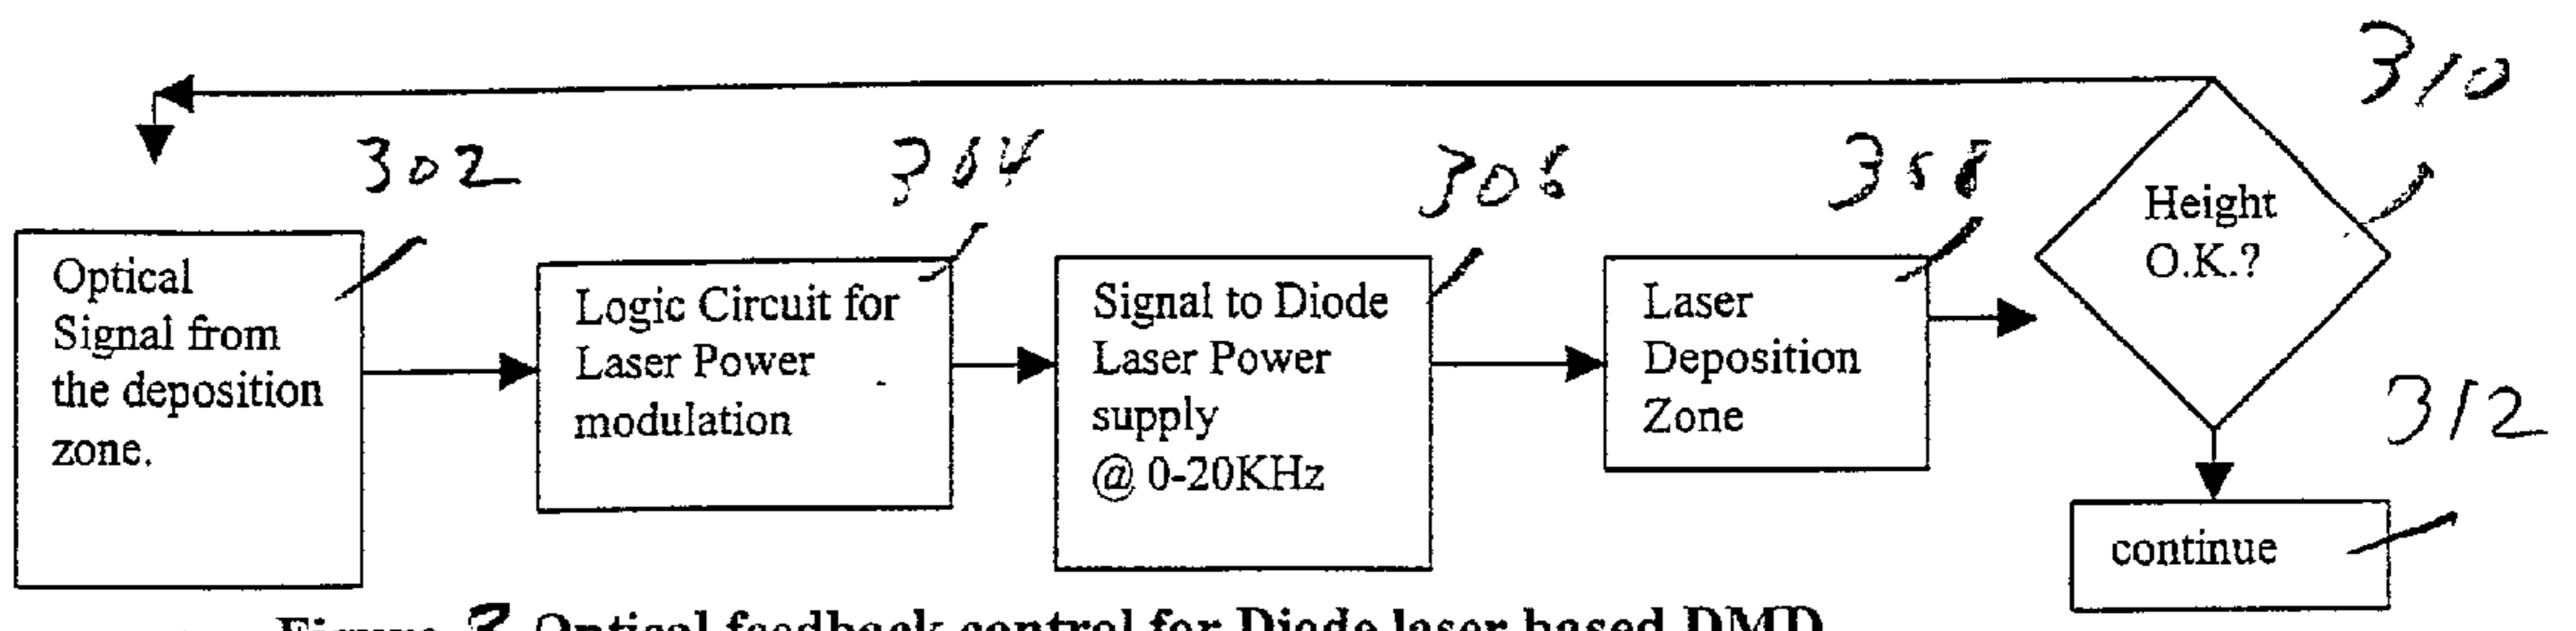 310
302
304
306
358
Height
O.K.?
Optical
Signal from
the deposition
zone.
Logic Circuit for
Laser Power
modulation
Signal to Diode
Laser Power
supply
@ 0-20KHz
Laser
Deposition
Zone
312
continue
Figure 3 Optical feedback control for Diode laser based DMD